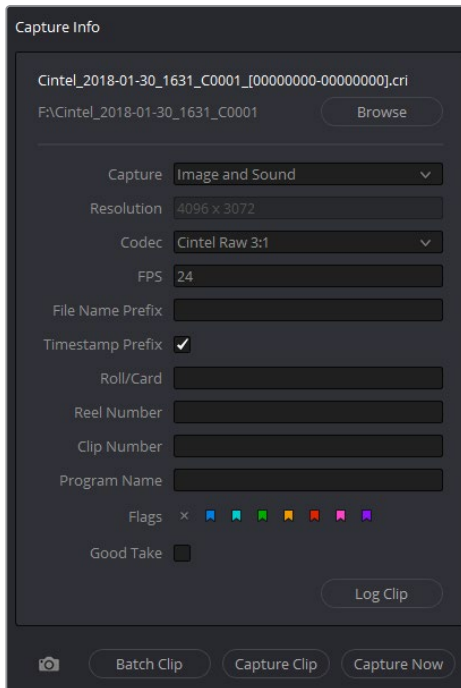 Capture Info
Cintel_2018-01-30_1631_C0001_[00000000-00000000].cri
F:\Cintel_2018-01-30_1631_C0001 Browse
Capture Image and Sound
Resolution 4096 x 3072
Codec Cintel Raw 3:1
FPS 24
File Name Prefix
Timestamp Prefix
Roll/Card
Reel Number
Clip Number
Program Name
Flags
Good Take
Log Clip
Batch Clip Capture Clip Capture Now